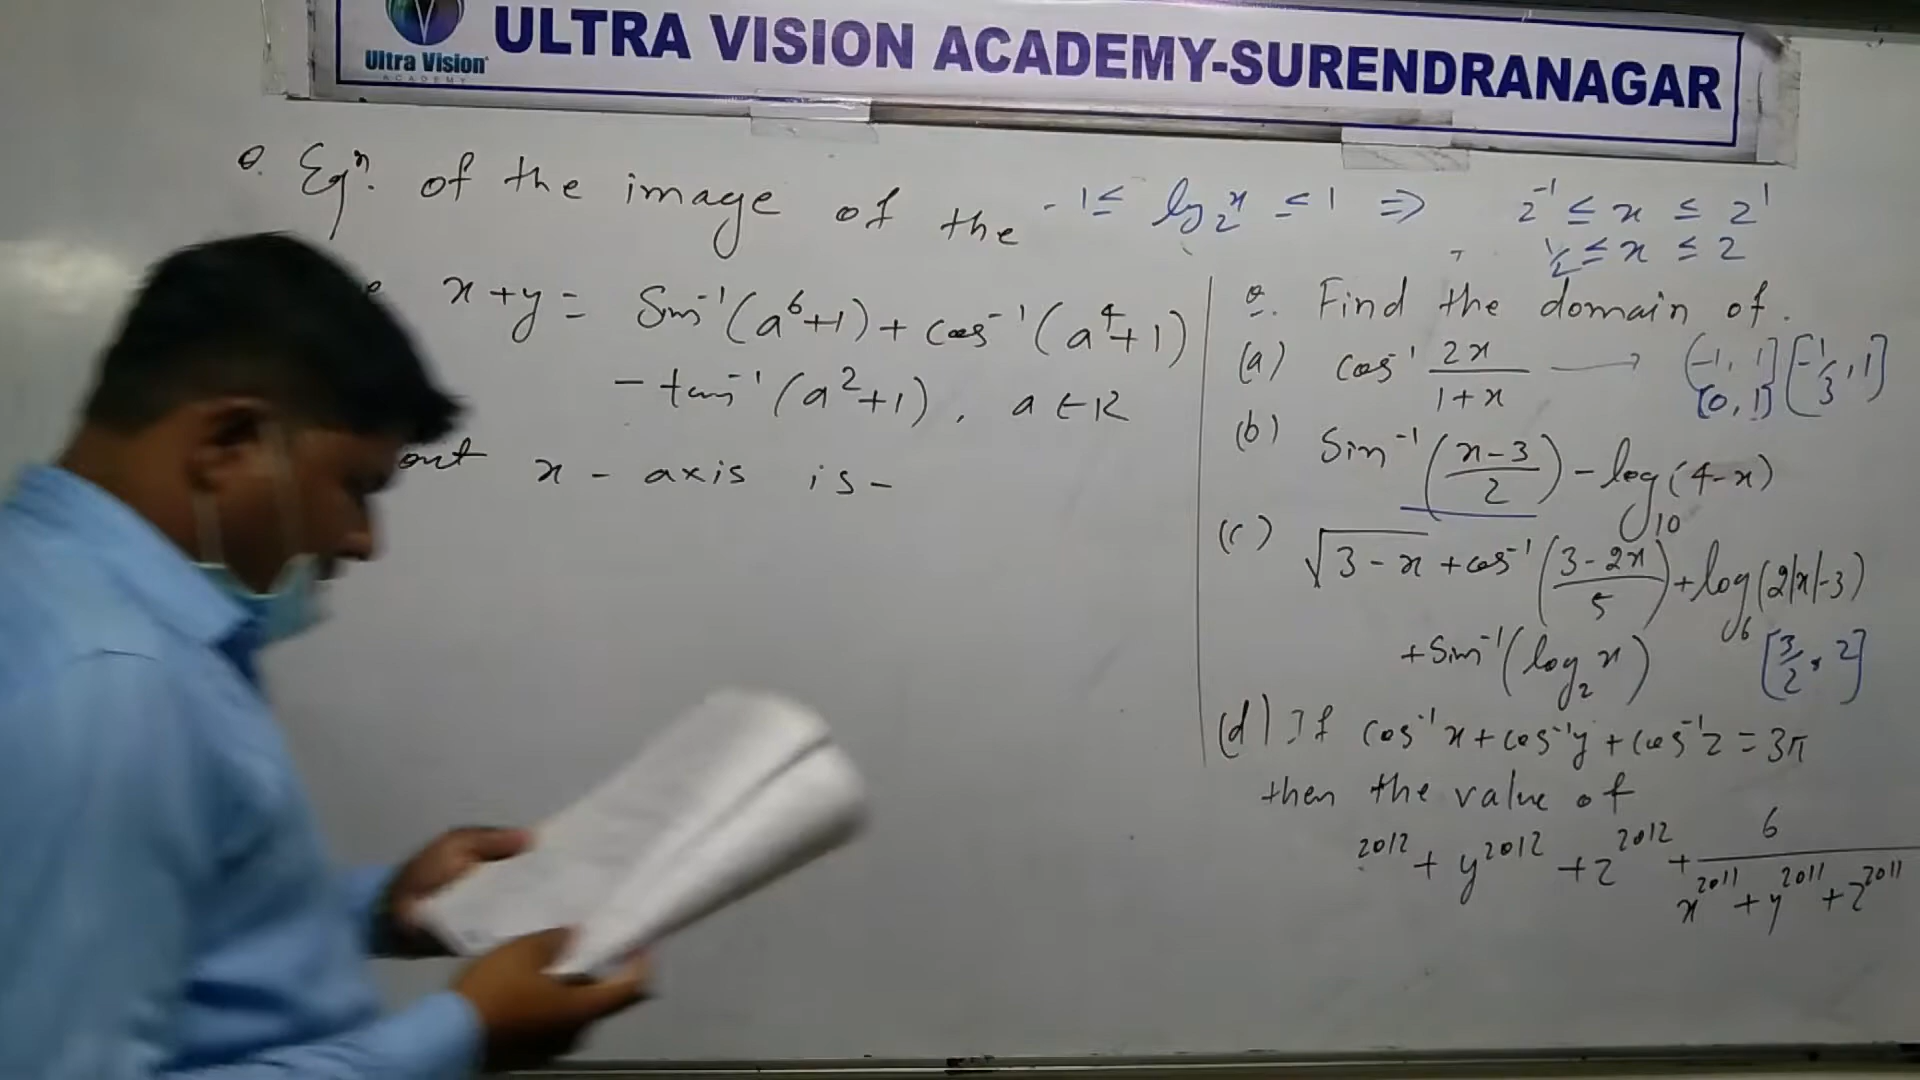 Ultra Vision
ACADEMY
ULTRA VISION ACADEMY-SURENDRANAGAR
Q. Eqⁿ. of the image of the
x+y = Sin⁻¹(a⁶+1) + cos⁻¹(a⁴+1)
- tan⁻¹(a²+1), a ∈ R
x - axis is -
-1 ≤ log₂x ≤ 1 ⇒ 2⁻¹ ≤ x ≤ 2¹
1/2 ≤ x ≤ 2
Q. Find the domain of.
(a) cos⁻¹ 2x/(1+x) → [-1, 1] [-1/3, 1]
[0, 1]
(b) Sin⁻¹((x-3)/2) - log₁₀(4-x)
(c) √(3-x) + cos⁻¹((3-2x)/5) + log₆(2|x|-3)
+ Sin⁻¹(log₂x) [3/2, 2]
(d) If cos⁻¹x + cos⁻¹y + cos⁻¹z = 3π
then the value of
²⁰¹² + y²⁰¹² + z²⁰¹² + 6/(x²⁰¹¹ + y²⁰¹¹ + z²⁰¹¹)